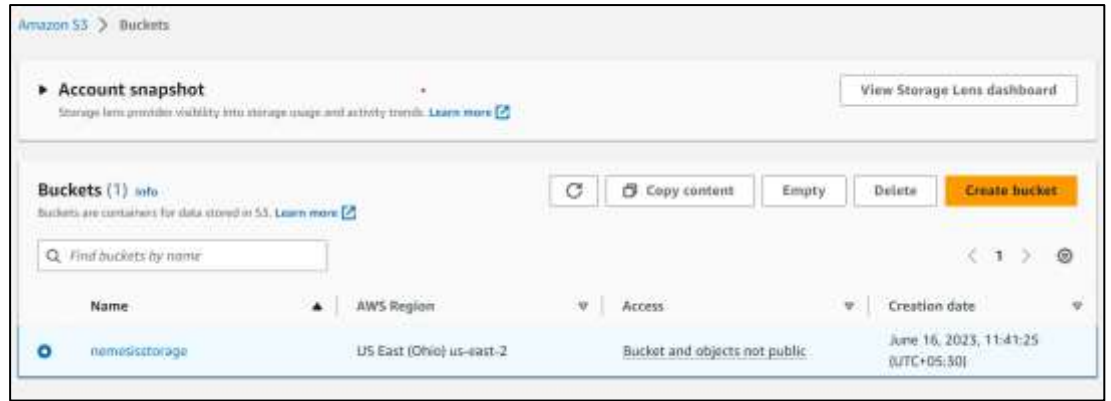 Amazon S3 > Buckets
Account snapshot
Storage lens provides visibility into storage usage and activity trends. Learn more
View Storage Lens dashboard
Buckets (1) Info
Buckets are containers for data stored in S3. Learn more
Copy content
Empty
Delete
Create bucket
Find buckets by name
< 1 >
Name
AWS Region
Access
Creation date
nemesisstorage
US East (Ohio) us-east-2
Bucket and objects not public
June 16, 2023, 11:41:25
(UTC+05:30)